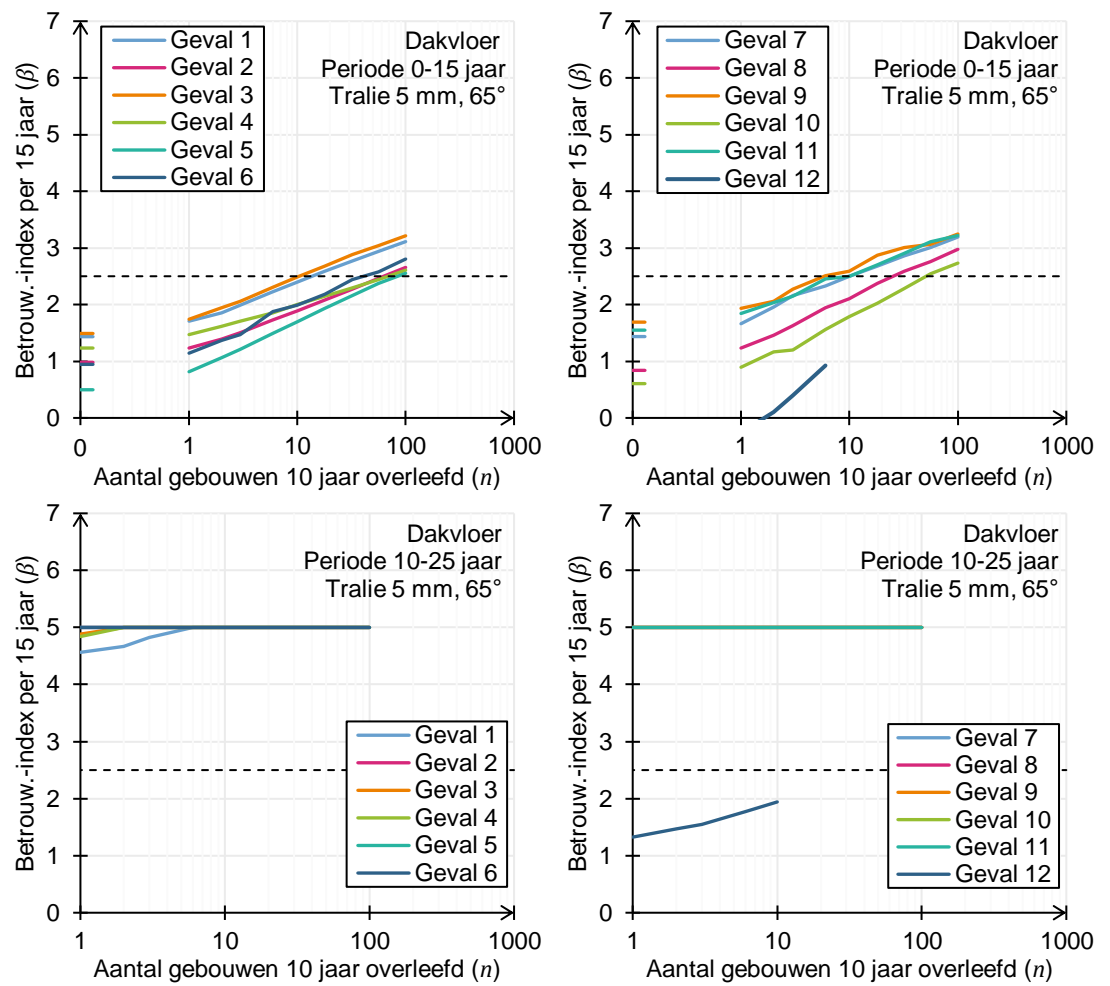 Betrouw.-index per 15 jaar (β)
7
6
5
4
3
2
1
0
Geval 1
Geval 2
Geval 3
Geval 4
Geval 5
Geval 6
Dakvloer
Periode 0-15 jaar
Tralie 5 mm, 65°
0 1 10 100 1000
Aantal gebouwen 10 jaar overleefd (n)
Betrouw.-index per 15 jaar (β)
7
6
5
4
3
2
1
0
Geval 7
Geval 8
Geval 9
Geval 10
Geval 11
Geval 12
Dakvloer
Periode 0-15 jaar
Tralie 5 mm, 65°
0 1 10 100 1000
Aantal gebouwen 10 jaar overleefd (n)
Betrouw.-index per 15 jaar (β)
7
6
5
4
3
2
1
0
Dakvloer
Periode 10-25 jaar
Tralie 5 mm, 65°
Geval 1
Geval 2
Geval 3
Geval 4
Geval 5
Geval 6
1 10 100 1000
Aantal gebouwen 10 jaar overleefd (n)
Betrouw.-index per 15 jaar (β)
7
6
5
4
3
2
1
0
Dakvloer
Periode 10-25 jaar
Tralie 5 mm, 65°
Geval 7
Geval 8
Geval 9
Geval 10
Geval 11
Geval 12
1 10 100 1000
Aantal gebouwen 10 jaar overleefd (n)